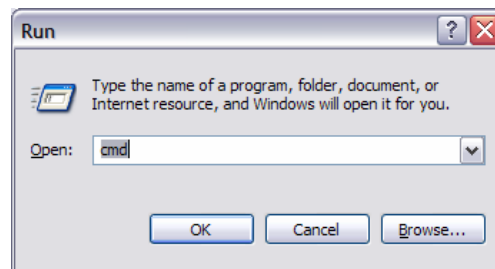 Run
Type the name of a program, folder, document, or
Internet resource, and Windows will open it for you.
Open: cmd
OK Cancel Browse...